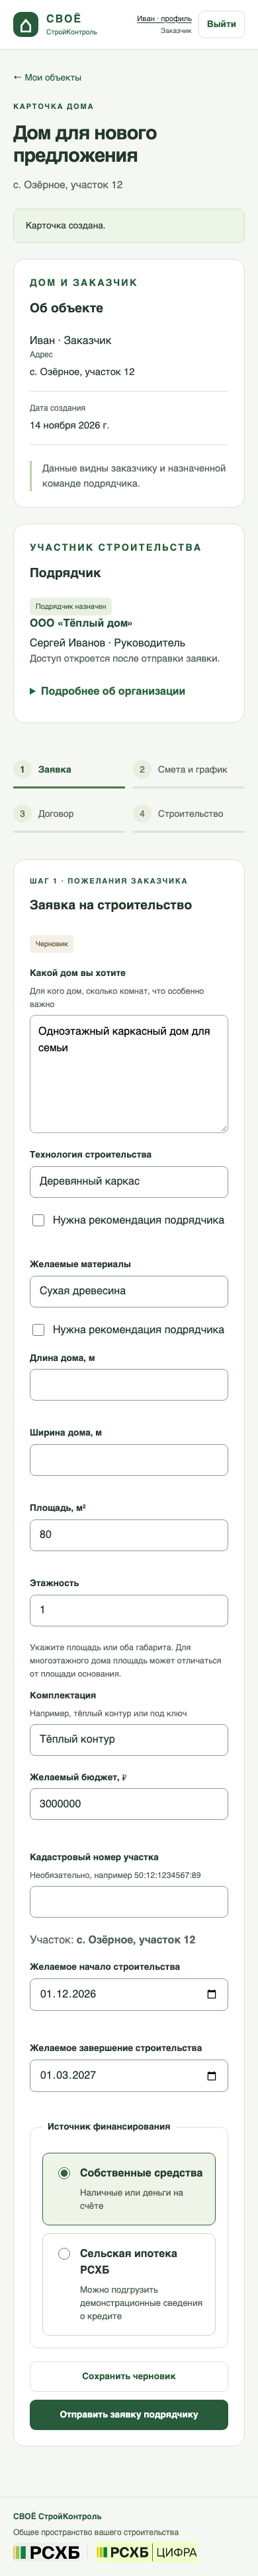 СВОЁ
СтройКонтроль
Иван · профиль
Заказчик
Выйти
← Мои объекты
КАРТОЧКА ДОМА
Дом для нового
предложения
с. Озёрное, участок 12
Карточка создана.
ДОМ И ЗАКАЗЧИК
Об объекте
Иван · Заказчик
Адрес
с. Озёрное, участок 12
Дата создания
14 ноября 2026 г.
Данные видны заказчику и назначенной
команде подрядчика.
УЧАСТНИК СТРОИТЕЛЬСТВА
Подрядчик
Подрядчик назначен
ООО «Тёплый дом»
Сергей Иванов · Руководитель
Доступ откроется после отправки заявки.
▶ Подробнее об организации
1 Заявка
2 Смета и график
3 Договор
4 Строительство
ШАГ 1 · ПОЖЕЛАНИЯ ЗАКАЗЧИКА
Заявка на строительство
Черновик
Какой дом вы хотите
Для кого дом, сколько комнат, что особенно
важно
Одноэтажный каркасный дом для
семьи
Технология строительства
Деревянный каркас
Нужна рекомендация подрядчика
Желаемые материалы
Сухая древесина
Нужна рекомендация подрядчика
Длина дома, м
Ширина дома, м
Площадь, м²
80
Этажность
1
Укажите площадь или оба габарита. Для
многоэтажного дома площадь может отличаться
от площади основания.
Комплектация
Например, тёплый контур или под ключ
Тёплый контур
Желаемый бюджет, ₽
3000000
Кадастровый номер участка
Необязательно, например 50:12:1234567:89
Участок: с. Озёрное, участок 12
Желаемое начало строительства
01.12.2026
Желаемое завершение строительства
01.03.2027
Источник финансирования
Собственные средства
Наличные или деньги на
счёте
Сельская ипотека
РСХБ
Можно подгрузить
демонстрационные сведения
о кредите
Сохранить черновик
Отправить заявку подрядчику
СВОЁ СтройКонтроль
Общее пространство вашего строительства
РСХБ
РСХБ ЦИФРА